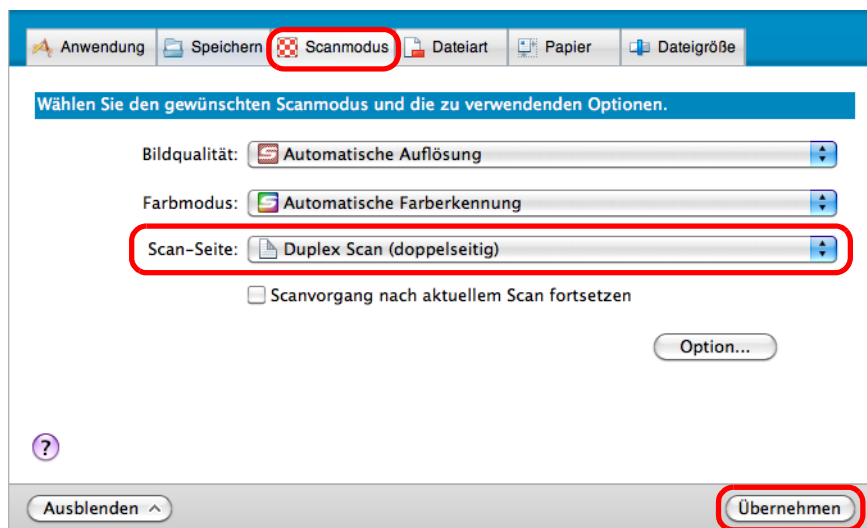 Anwendung Speichern Scanmodus Dateiart Papier Dateigröße
Wählen Sie den gewünschten Scanmodus und die zu verwendenden Optionen.
Bildqualität: Automatische Auflösung
Farbmodus: Automatische Farberkennung
Scan-Seite: Duplex Scan (doppelseitig)
Scanvorgang nach aktuellem Scan fortsetzen
Option...
?
Ausblenden Übernehmen